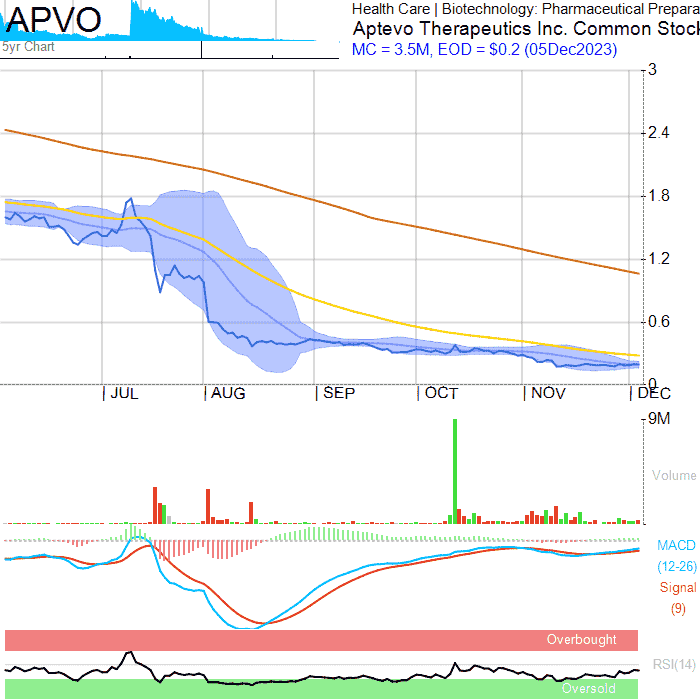 APVO
5yr Chart
Health Care | Biotechnology: Pharmaceutical Prepara
Aptevo Therapeutics Inc. Common Stock
MC = 3.5M, EOD = $0.2 (05Dec2023)
3
2.4
1.8
1.2
0.6
0
| JUL | AUG | SEP | OCT | NOV | DEC
9M
Volume
MACD
(12-26)
Signal
(9)
Overbought
RSI(14)
Oversold